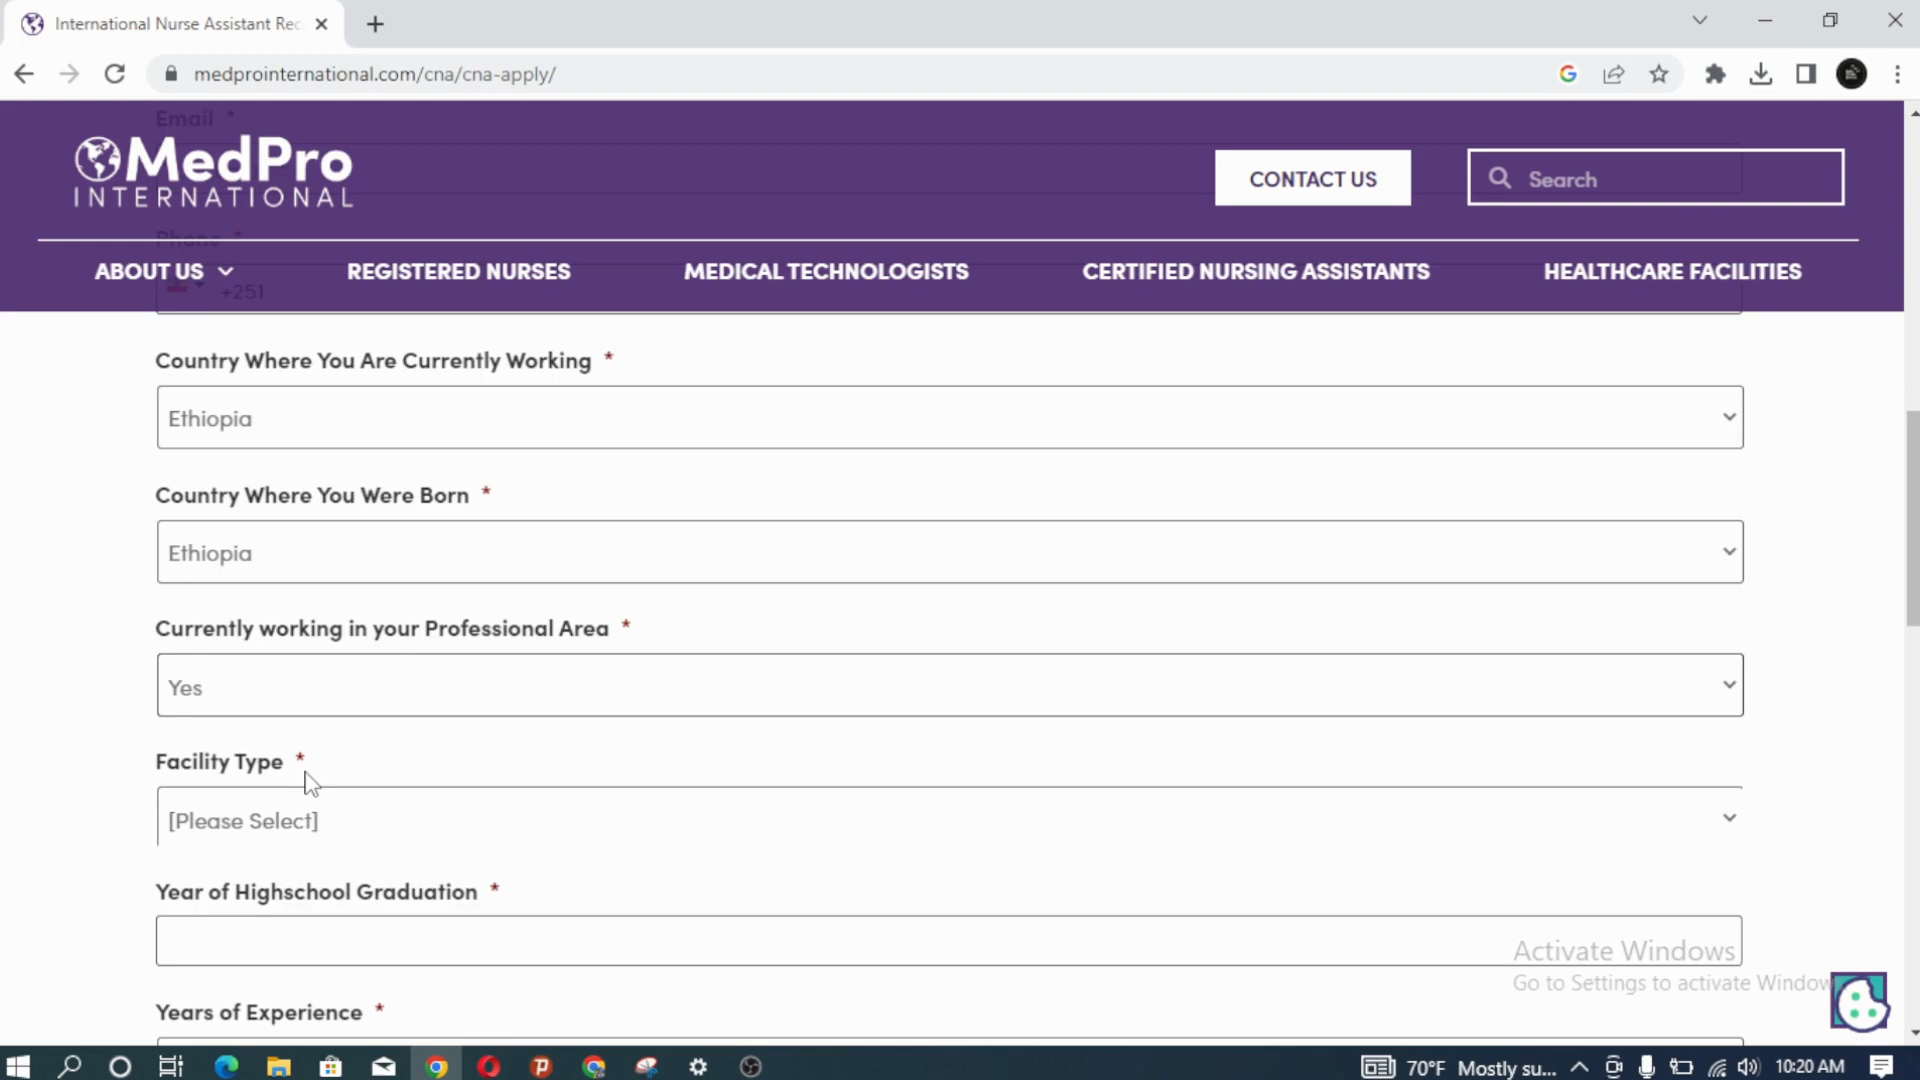 International Nurse Assistant Rec
medprointernational.com/cna/cna-apply/
Email *
MedPro
INTERNATIONAL
CONTACT US
Search
Phone *
ABOUT US
REGISTERED NURSES
MEDICAL TECHNOLOGISTS
CERTIFIED NURSING ASSISTANTS
HEALTHCARE FACILITIES
+251
Country Where You Are Currently Working *
Ethiopia
Country Where You Were Born *
Ethiopia
Currently working in your Professional Area *
Yes
Facility Type *
[Please Select]
Year of Highschool Graduation *
Activate Windows
Go to Settings to activate Window
Years of Experience *
70°F Mostly su...
10:20 AM